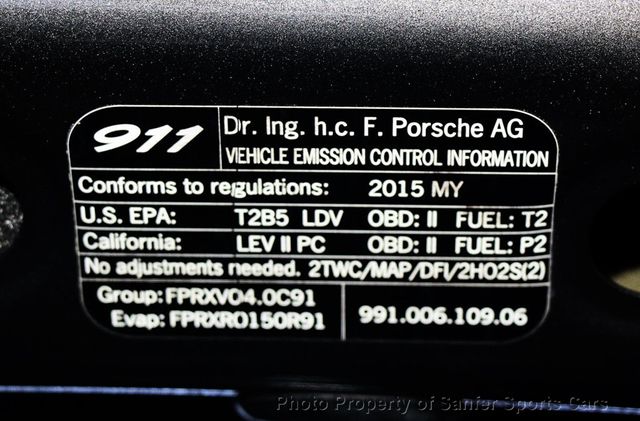 911
Dr. Ing. h.c. F. Porsche AG
VEHICLE EMISSION CONTROL INFORMATION
Conforms to regulations: 2015 MY
U.S. EPA: T2B5 LDV OBD: II FUEL: T2
California: LEV II PC OBD: II FUEL: P2
No adjustments needed. 2TWC/MAP/DFI/2HO2S(2)
Group: FPRXV04.0C91
Evap: FPRXR0150R91
991.006.109.06
Photo Property of Sanfer Sports Cars